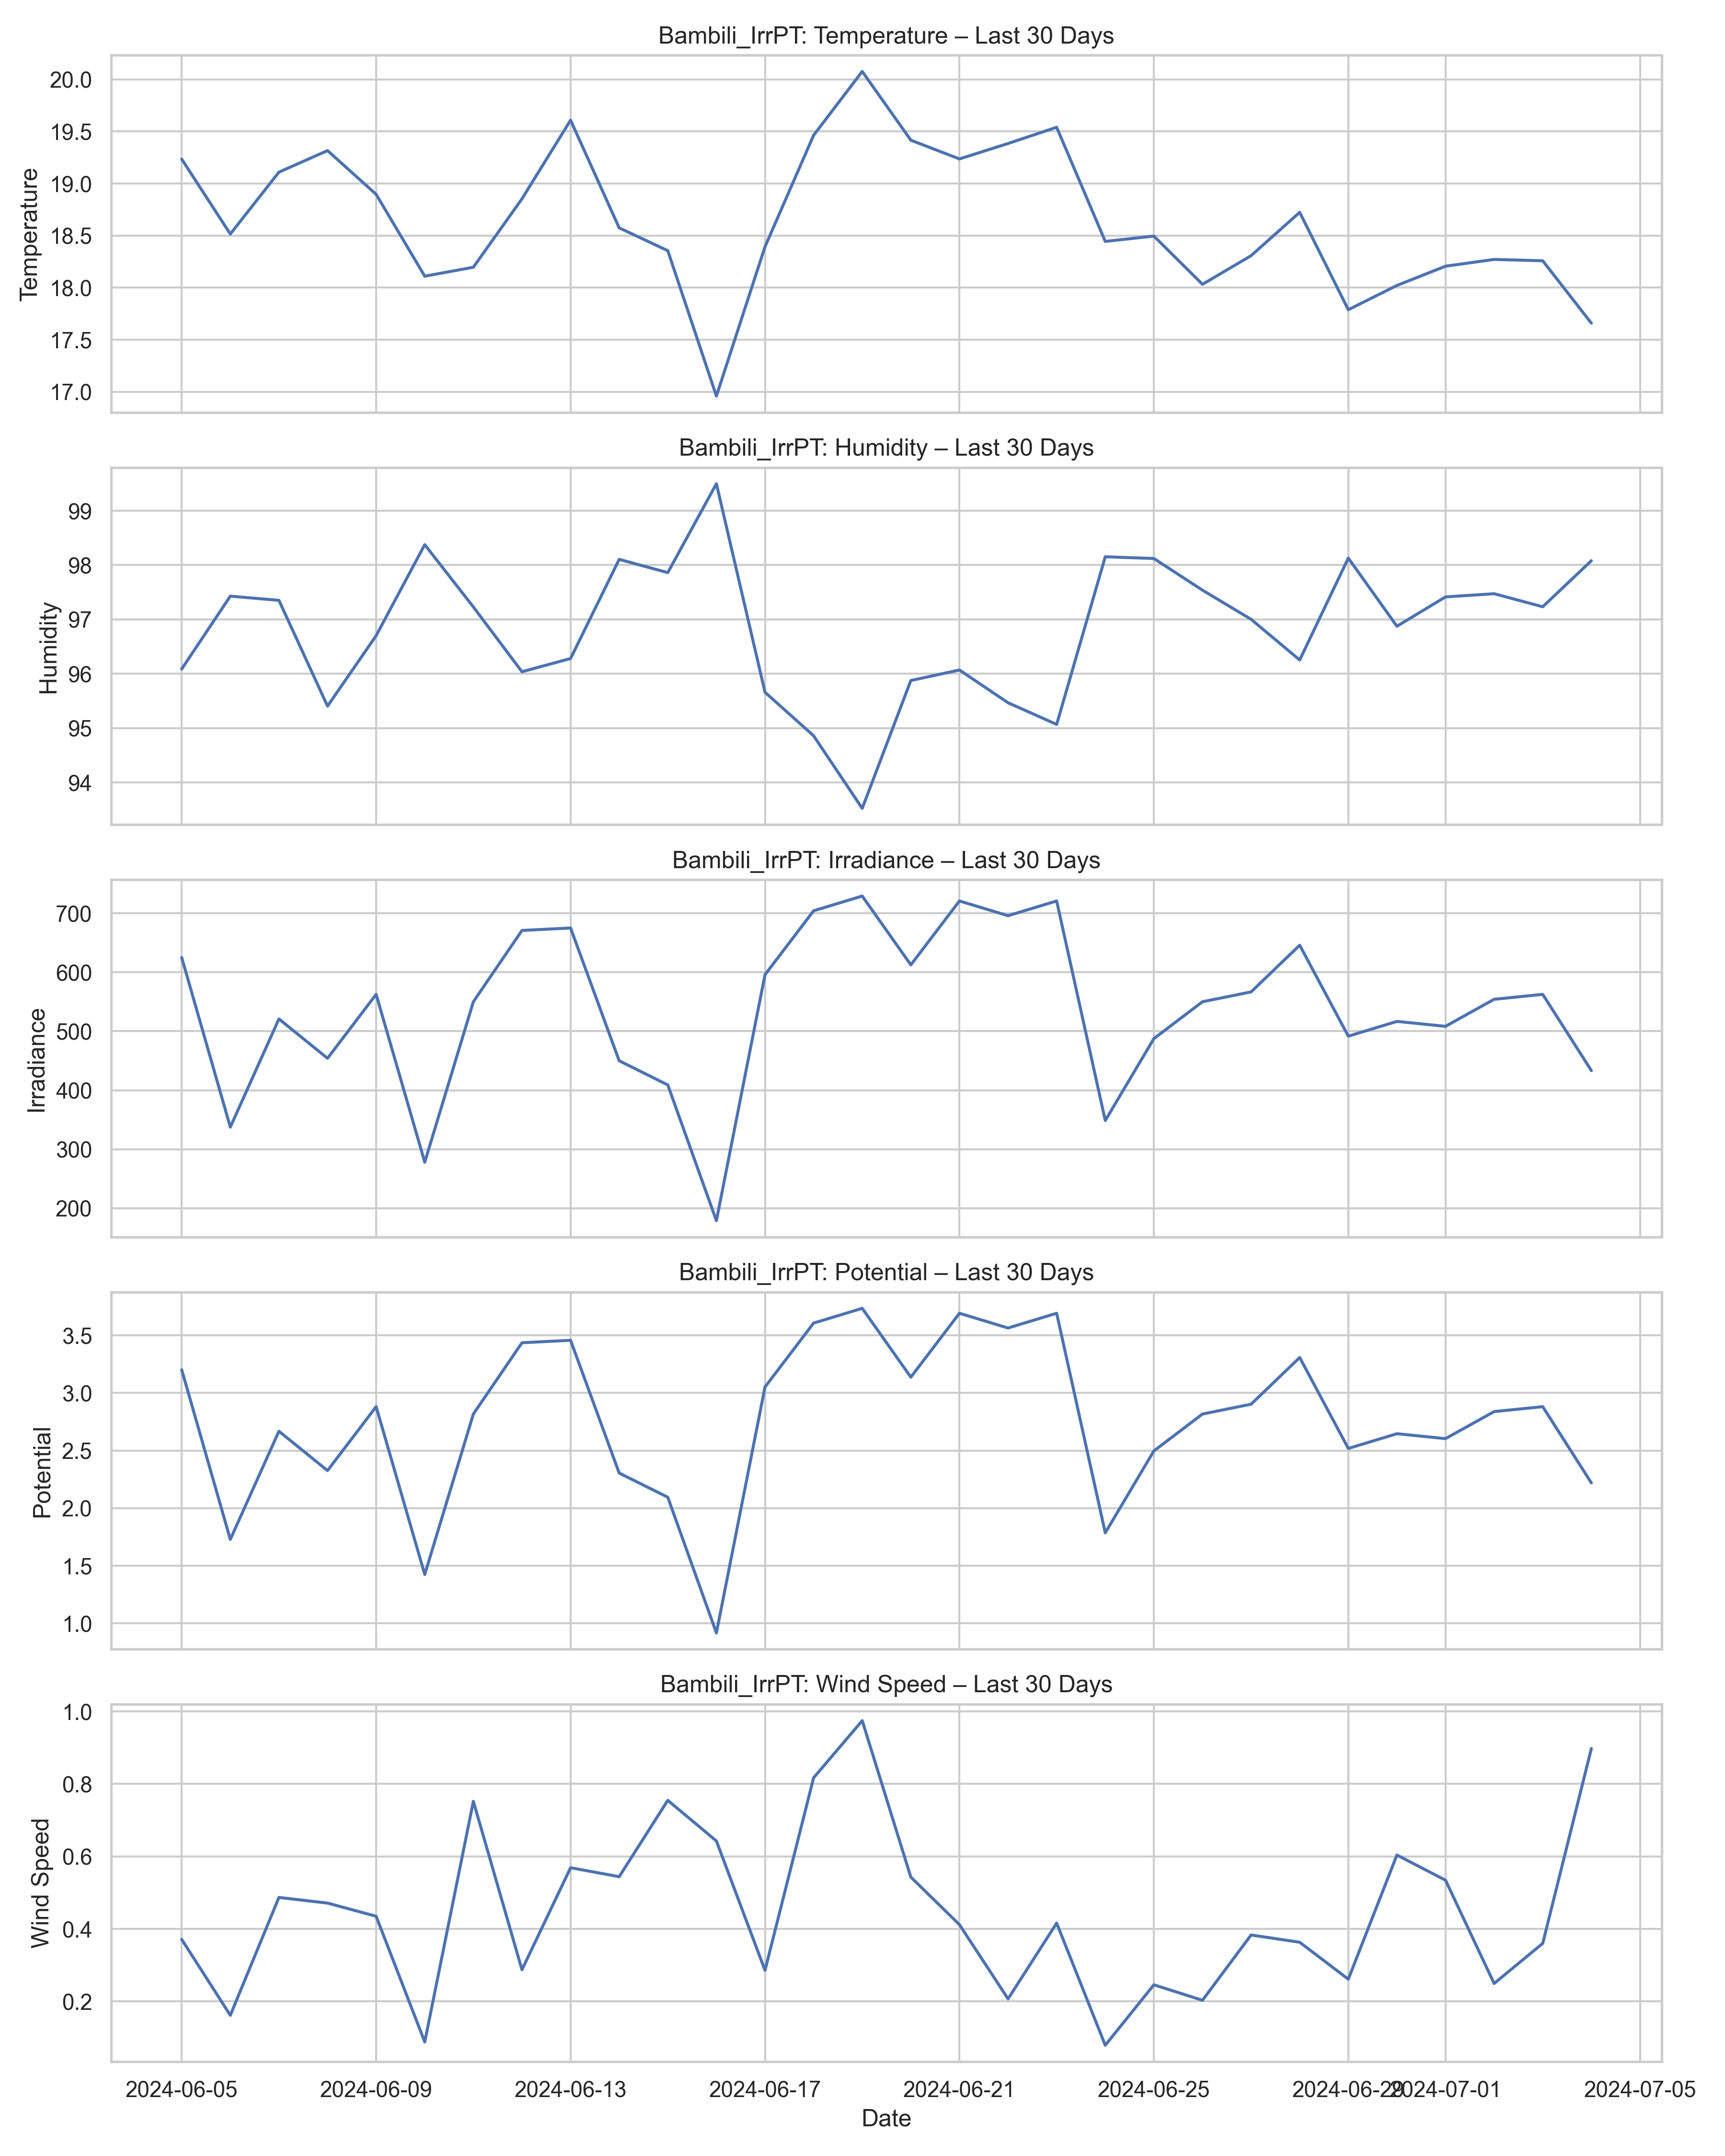 Bambili_IrrPT: Temperature – Last 30 Days
20.0
19.5
19.0
18.5
18.0
17.5
17.0
Temperature
Bambili_IrrPT: Humidity – Last 30 Days
99
98
97
96
95
94
Humidity
Bambili_IrrPT: Irradiance – Last 30 Days
700
600
500
400
300
200
Irradiance
Bambili_IrrPT: Potential – Last 30 Days
3.5
3.0
2.5
2.0
1.5
1.0
Potential
Bambili_IrrPT: Wind Speed – Last 30 Days
1.0
0.8
0.6
0.4
0.2
Wind Speed
2024-06-05 2024-06-09 2024-06-13 2024-06-17 2024-06-21 2024-06-25 2024-06-29 2024-07-01 2024-07-05
Date